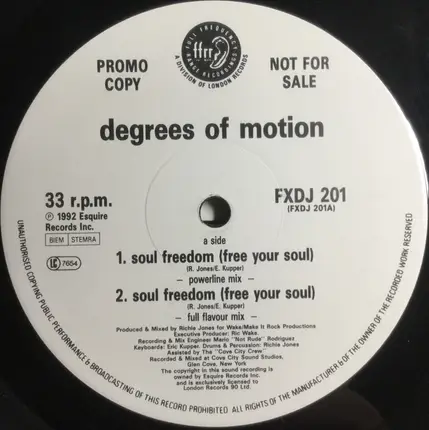 FULL FREQUENCY
ffrr
RANGE RECORDINGS
A DIVISION OF LONDON RECORDS
PROMO
COPY
NOT FOR
SALE
degrees of motion
33 r.p.m.
℗ 1992 Esquire
Records Inc.
BIEM STEMRA
LC 7654
FXDJ 201
(FXDJ 201A)
a side
1. soul freedom (free your soul)
(R. Jones/E. Kupper)
– powerline mix –
2. soul freedom (free your soul)
(R. Jones/E. Kupper)
– full flavour mix –
Produced & Mixed by Richie Jones for Wake/Make It Rock Productions
Executive Producer: Ric Wake.
Recording & Mix Engineer Mario "Not Rude" Rodriguez
Keyboards: Eric Kupper. Drums & Percussion: Richie Jones
Assisted by The "Cove City Crew"
Recorded & Mixed at Cove City Sound Studios,
Glen Cove, New York
The copyright in this sound recording is
owned by Esquire Records Inc.
and is exclusively licensed to
London Records 90 Ltd.
UNAUTHORISED COPYING PUBLIC PERFORMANCE & BROADCASTING OF THIS RECORD PROHIBITED ALL RIGHTS OF THE MANUFACTURER & OF THE OWNER OF THE RECORDED WORK RESERVED